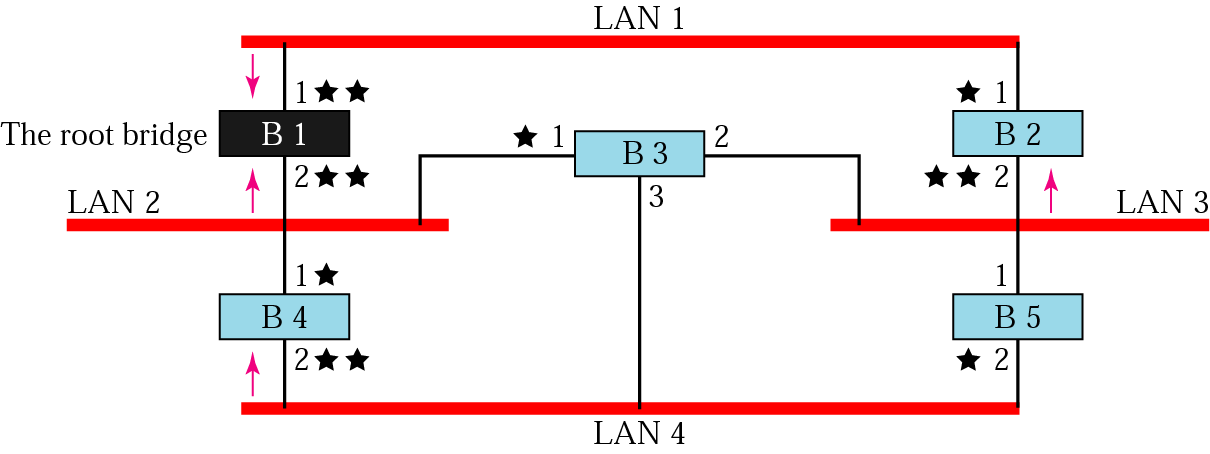 LAN 1
1
1
The root bridge
B 1
1
B 3
2
B 2
2
3
2
LAN 2
LAN 3
1
1
B 4
B 5
2
2
LAN 4